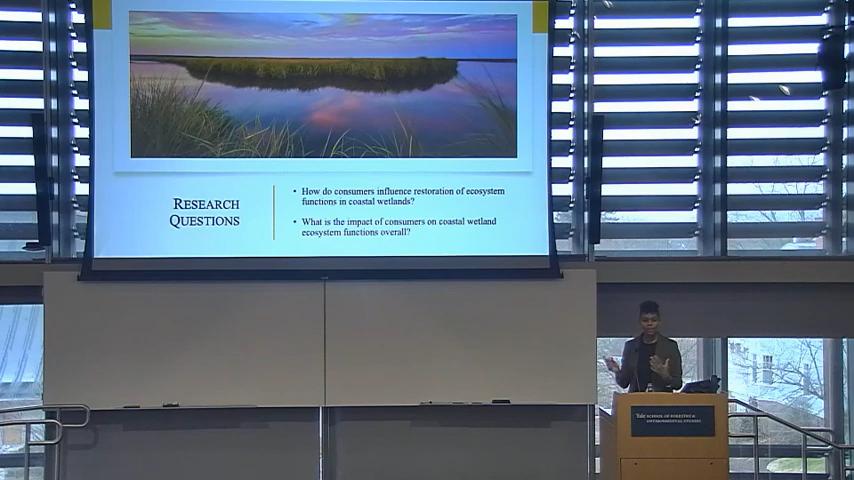 RESEARCH
QUESTIONS
• How do consumers influence restoration of ecosystem
functions in coastal wetlands?
• What is the impact of consumers on coastal wetland
ecosystem functions overall?
Yale SCHOOL OF FORESTRY &
ENVIRONMENTAL STUDIES